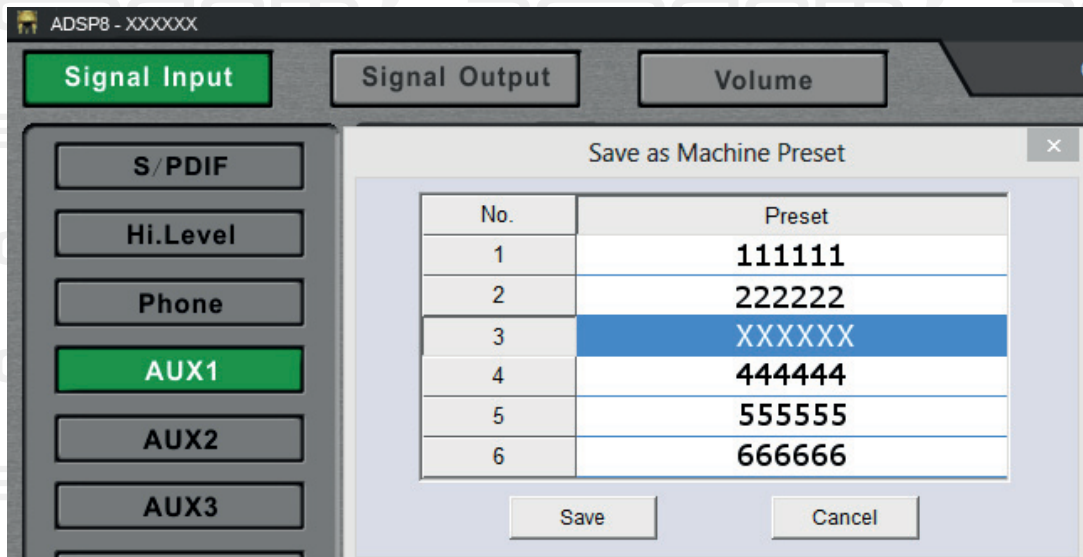 ADSP8 - XXXXXX
Signal Input Signal Output Volume
S/PDIF
Hi.Level
Phone
AUX1
AUX2
AUX3
Save as Machine Preset
No. Preset
1 111111
2 222222
3 XXXXXX
4 444444
5 555555
6 666666
Save Cancel